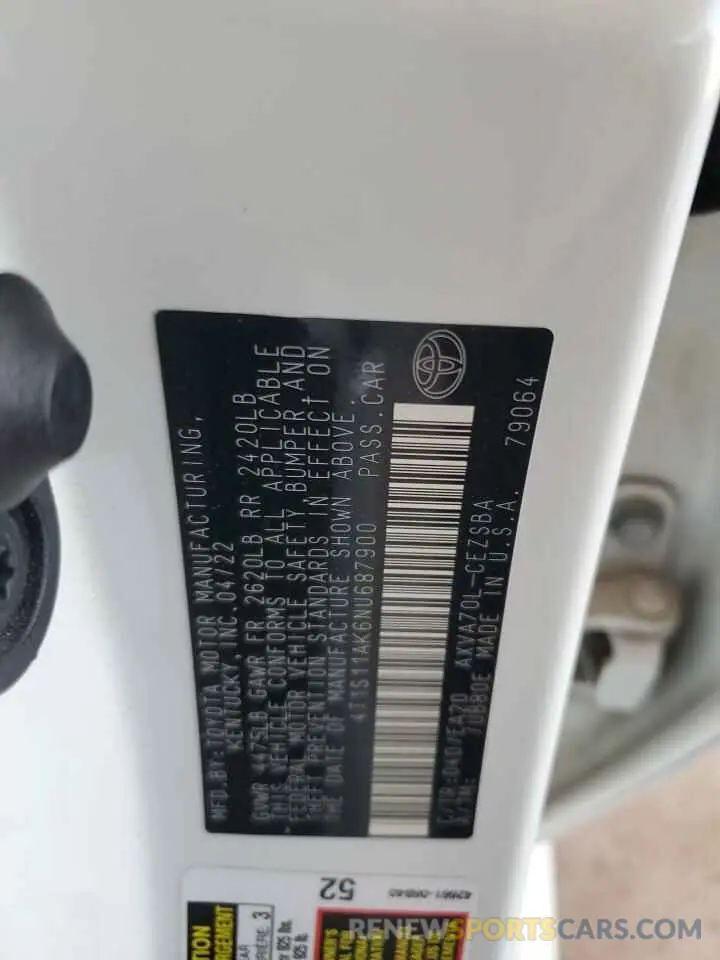 MFD.BY:TOYOTA MOTOR MANUFACTURING,
KENTUCKY, INC. 04/22
GVWR 4475LB GAWR FR 2620LB RR 2420LB
THIS VEHICLE CONFORMS TO ALL APPLICABLE
FEDERAL MOTOR VEHICLE SAFETY, BUMPER, AND
THEFT PREVENTION STANDARDS IN EFFECT ON
THE DATE OF MANUFACTURE SHOWN ABOVE.
4T1S11AK6NU687900 PASS.CAR
C/TR:040/EA20 AXVA70L-CEZSBA
MADE IN U.S.A. 79064
52
3
RENEWSPORTSCARS.COM